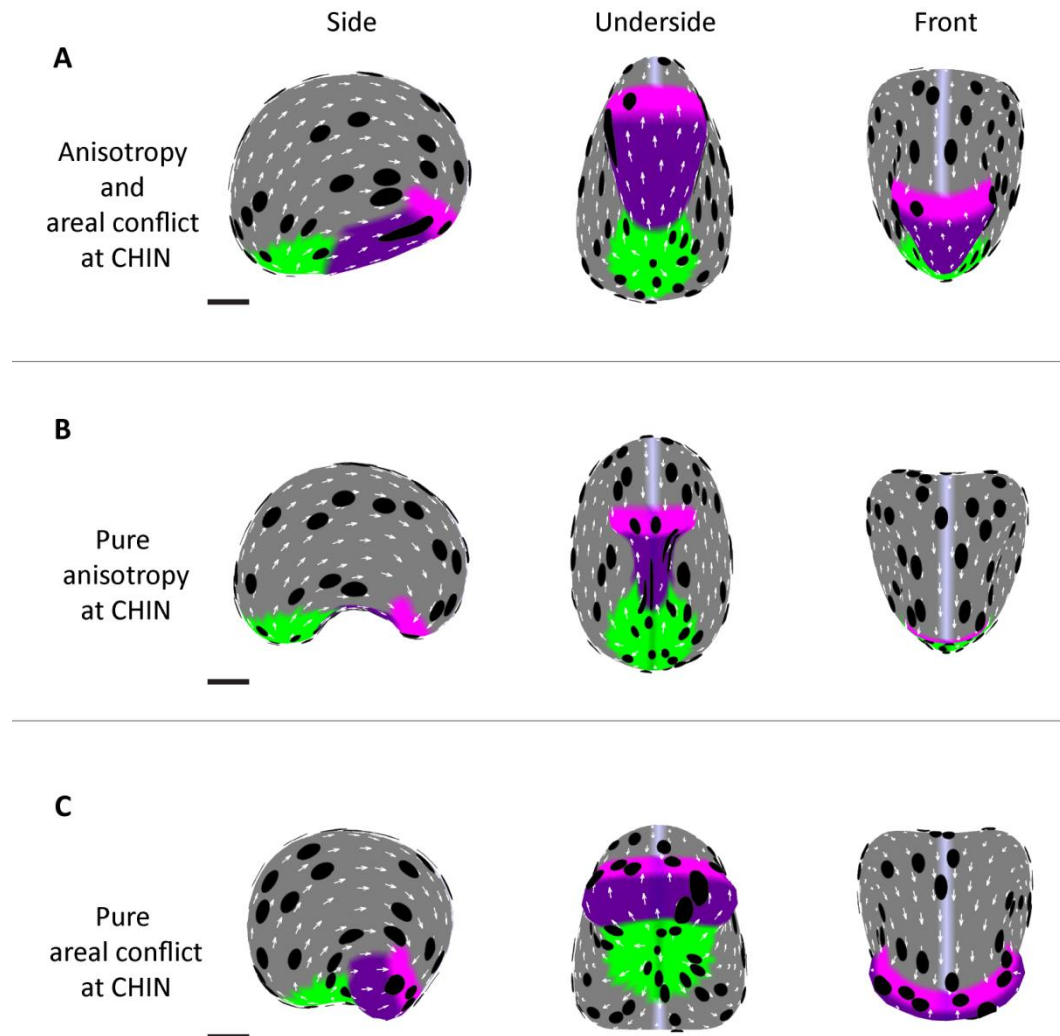 Side Underside Front
A
Anisotropy
and
areal conflict
at CHIN
B
Pure
anisotropy
at CHIN
C
Pure
areal conflict
at CHIN